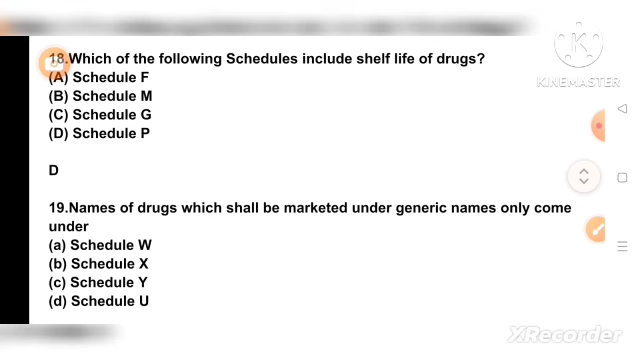 KINEMASTER
18.Which of the following Schedules include shelf life of drugs?
(A) Schedule F
(B) Schedule M
(C) Schedule G
(D) Schedule P
D
19.Names of drugs which shall be marketed under generic names only come
under
(a) Schedule W
(b) Schedule X
(c) Schedule Y
(d) Schedule U
XRecorder